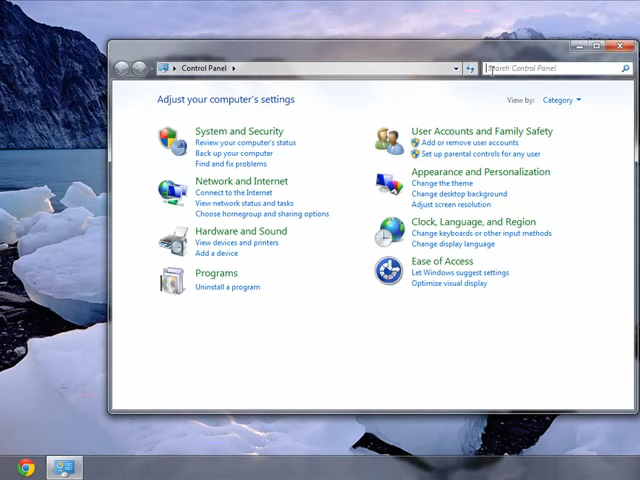 Control Panel
Search Control Panel
Adjust your computer's settings
View by: Category
System and Security
Review your computer's status
Back up your computer
Find and fix problems
Network and Internet
Connect to the Internet
View network status and tasks
Choose homegroup and sharing options
Hardware and Sound
View devices and printers
Add a device
Programs
Uninstall a program
User Accounts and Family Safety
Add or remove user accounts
Set up parental controls for any user
Appearance and Personalization
Change the theme
Change desktop background
Adjust screen resolution
Clock, Language, and Region
Change keyboards or other input methods
Change display language
Ease of Access
Let Windows suggest settings
Optimize visual display